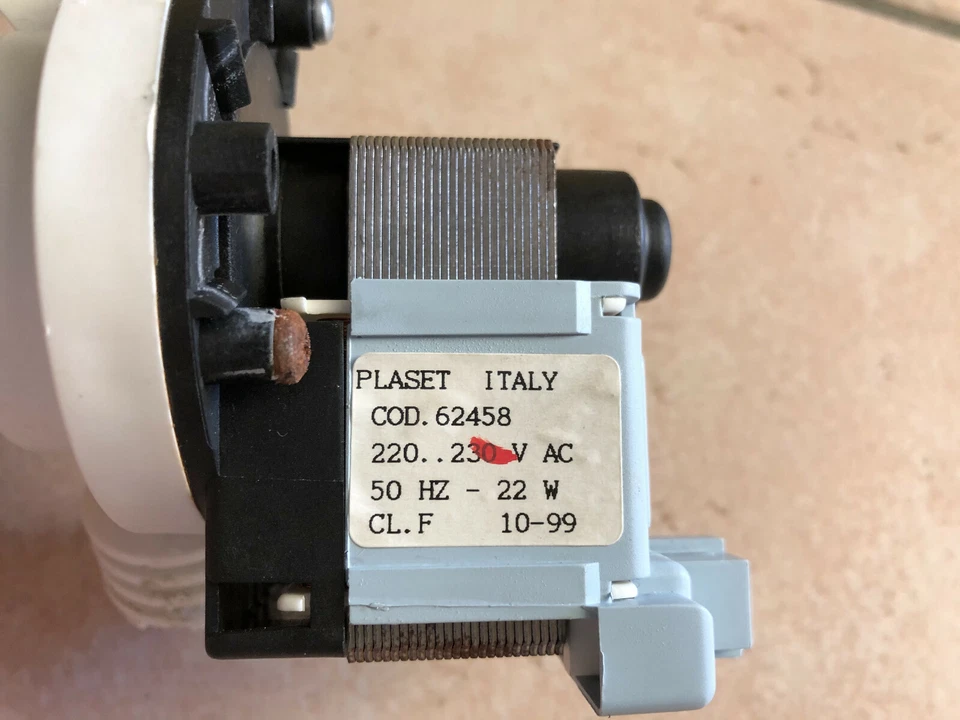 PLASET ITALY
COD.62458
220..230 V AC
50 HZ - 22 W
CL.F 10-99